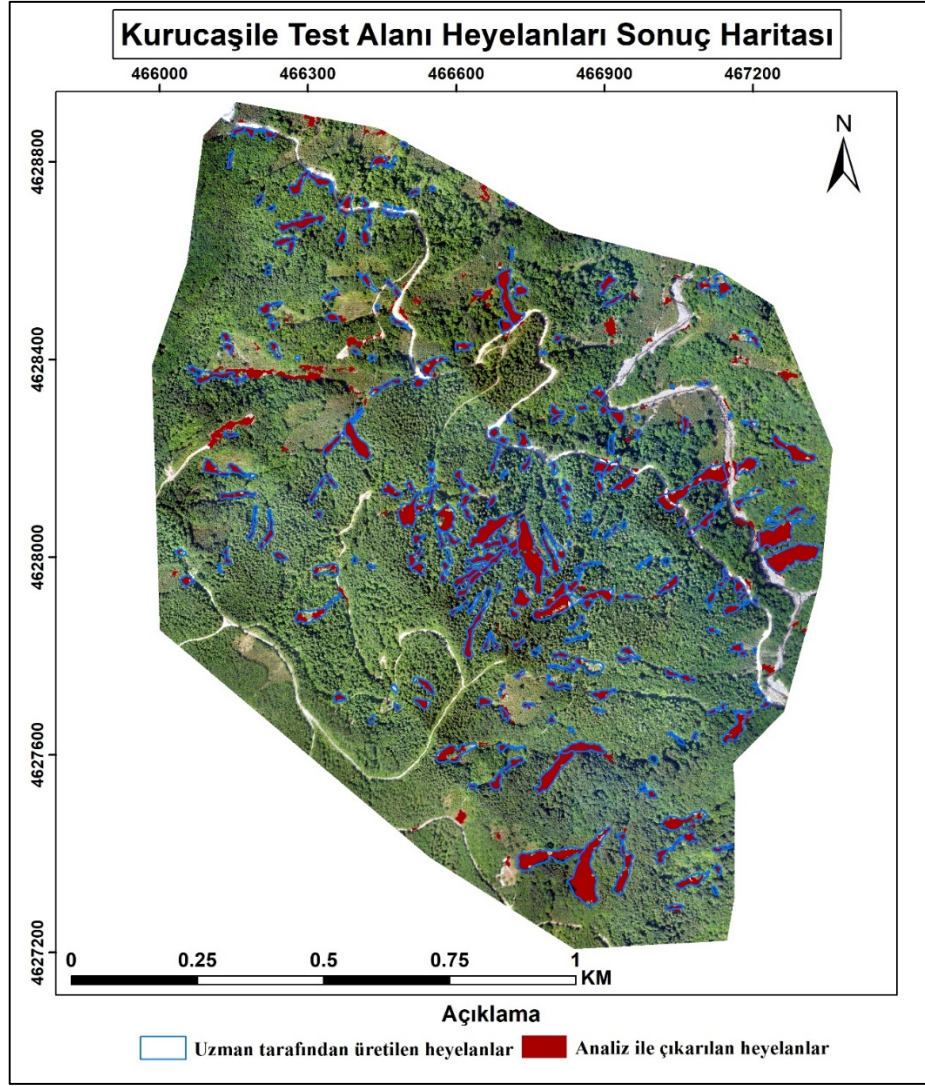 Kurucaşile Test Alanı Heyelanları Sonuç Haritası
466000 466300 466600 466900 467200
N
4628800
4628400
4628000
4627600
4627200
0 0.25 0.5 0.75 1
KM
Açıklama
Uzman tarafından üretilen heyelanlar Analiz ile çıkarılan heyelanlar